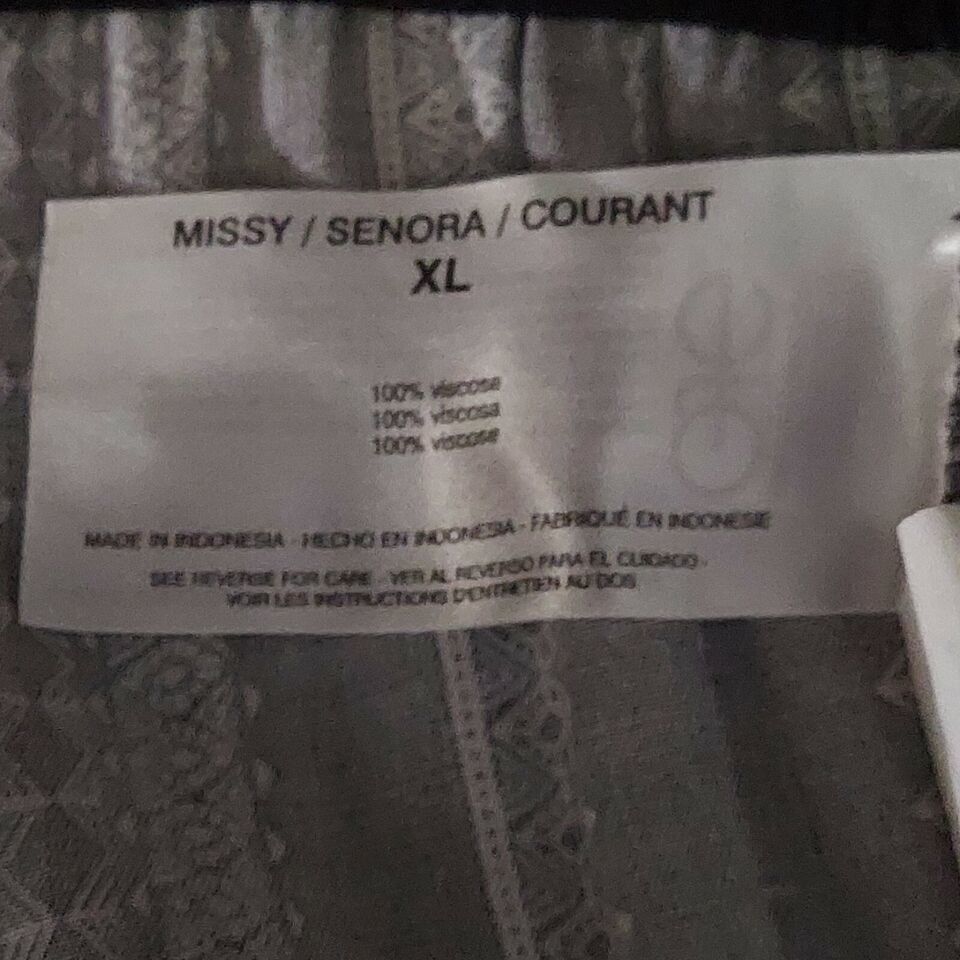 MISSY / SENORA / COURANT
XL
100% viscose
100% viscosa
100% viscose
MADE IN INDONESIA - HECHO EN INDONESIA - FABRIQUÉ EN INDONESIE
SEE REVERSE FOR CARE - VER AL REVERSO PARA EL CUIDADO -
VOIR LES INSTRUCTIONS D'ENTRETIEN AU DOS